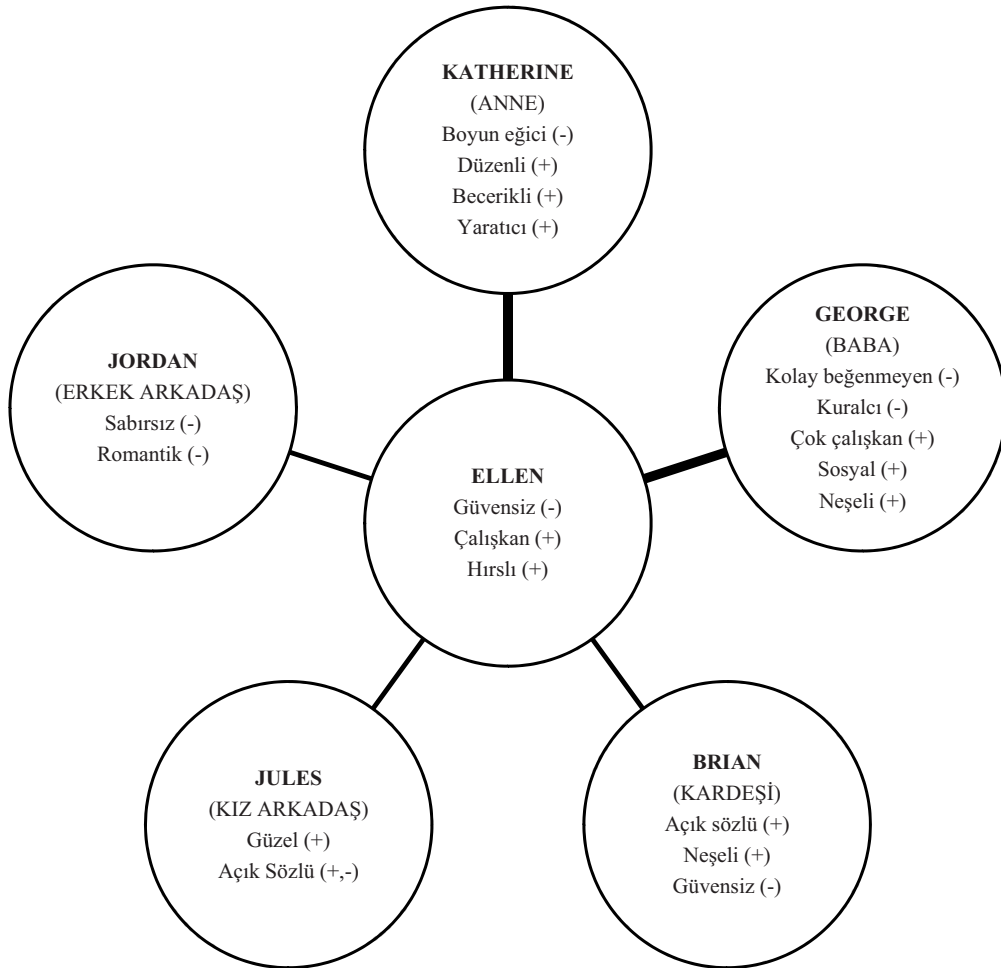 KATHERINE
(ANNE)
Boyun eğici (-)
Düzenli (+)
Becerikli (+)
Yaratıcı (+)
GEORGE
(BABA)
Kolay beğenmeyen (-)
Kuralcı (-)
Çok çalışkan (+)
Sosyal (+)
Neşeli (+)
JORDAN
(ERKEK ARKADAŞ)
Sabırsız (-)
Romantik (-)
ELLEN
Güvensiz (-)
Çalışkan (+)
Hırslı (+)
JULES
(KIZ ARKADAŞ)
Güzel (+)
Açık Sözlü (+,-)
BRIAN
(KARDEŞİ)
Açık sözlü (+)
Neşeli (+)
Güvensiz (-)